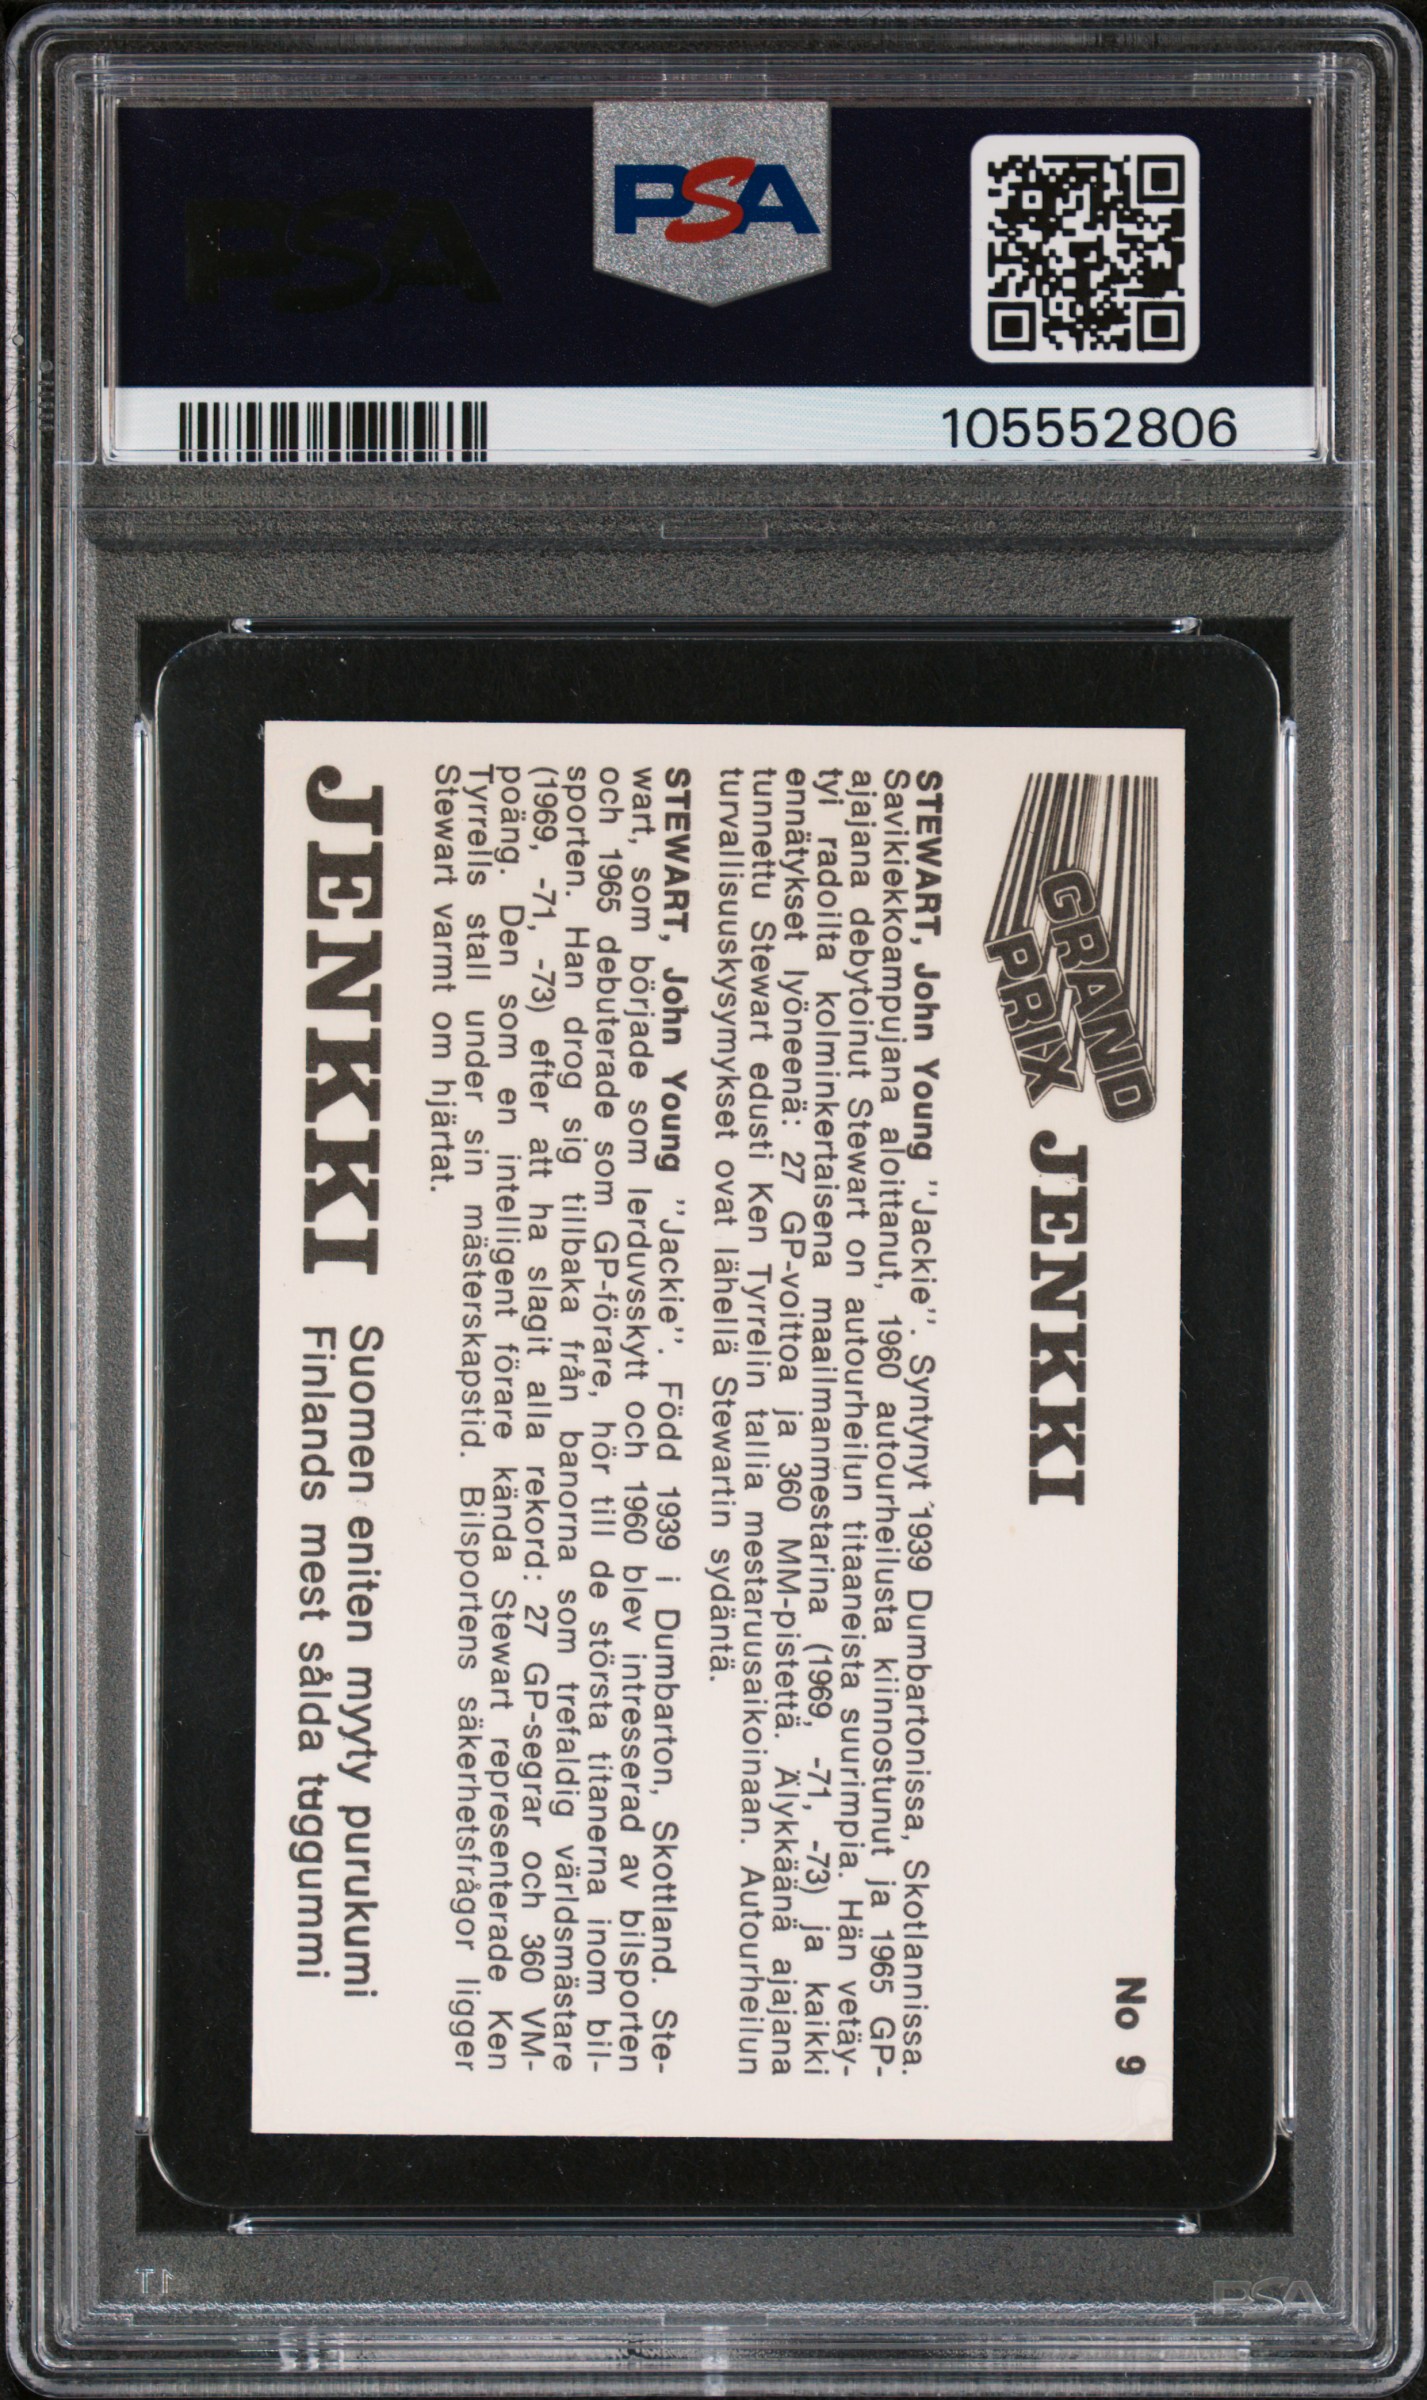 PSA
PSA
105552806
GRAND
PRIX
JENKKI
No 9
STEWART, John Young ''Jackie''. Syntynyt 1939 Dumbartonissa, Skotlannissa.
Savikiekkoampujana aloittanut, 1960 autourheilusta kiinnostunut ja 1965 GP-
ajajana debytoinut Stewart on autourheilun titaaneista suurimpia. Hän vetäy-
tyi radoilta kolminkertaisena maailmanmestarina (1969, -71, -73) ja kaikki
ennätykset lyöneenä: 27 GP-voittoa ja 360 MM-pistettä. Älykkäänä ajajana
tunnettu Stewart edusti Ken Tyrrelin tallia mestaruusaikoinaan. Autourheilun
turvallisuuskysymykset ovat lähellä Stewartin sydäntä.
STEWART, John Young ''Jackie''. Född 1939 i Dumbarton, Skottland. Ste-
wart, som började som lerduvsskytt och 1960 blev intresserad av bilsporten
och 1965 debuterade som GP-förare, hör till de största titanerna inom bil-
sporten. Han drog sig tillbaka från banorna som trefaldig världsmästare
(1969, -71, -73) efter att ha slagit alla rekord: 27 GP-segrar och 360 VM-
poäng. Den som en intelligent förare kända Stewart representerade Ken
Tyrrells stall under sin mästerskapstid. Bilsportens säkerhetsfrågor ligger
Stewart varmt om hjärtat.
JENKKI
Suomen eniten myyty purukumi
Finlands mest sålda tuggummi
PSA